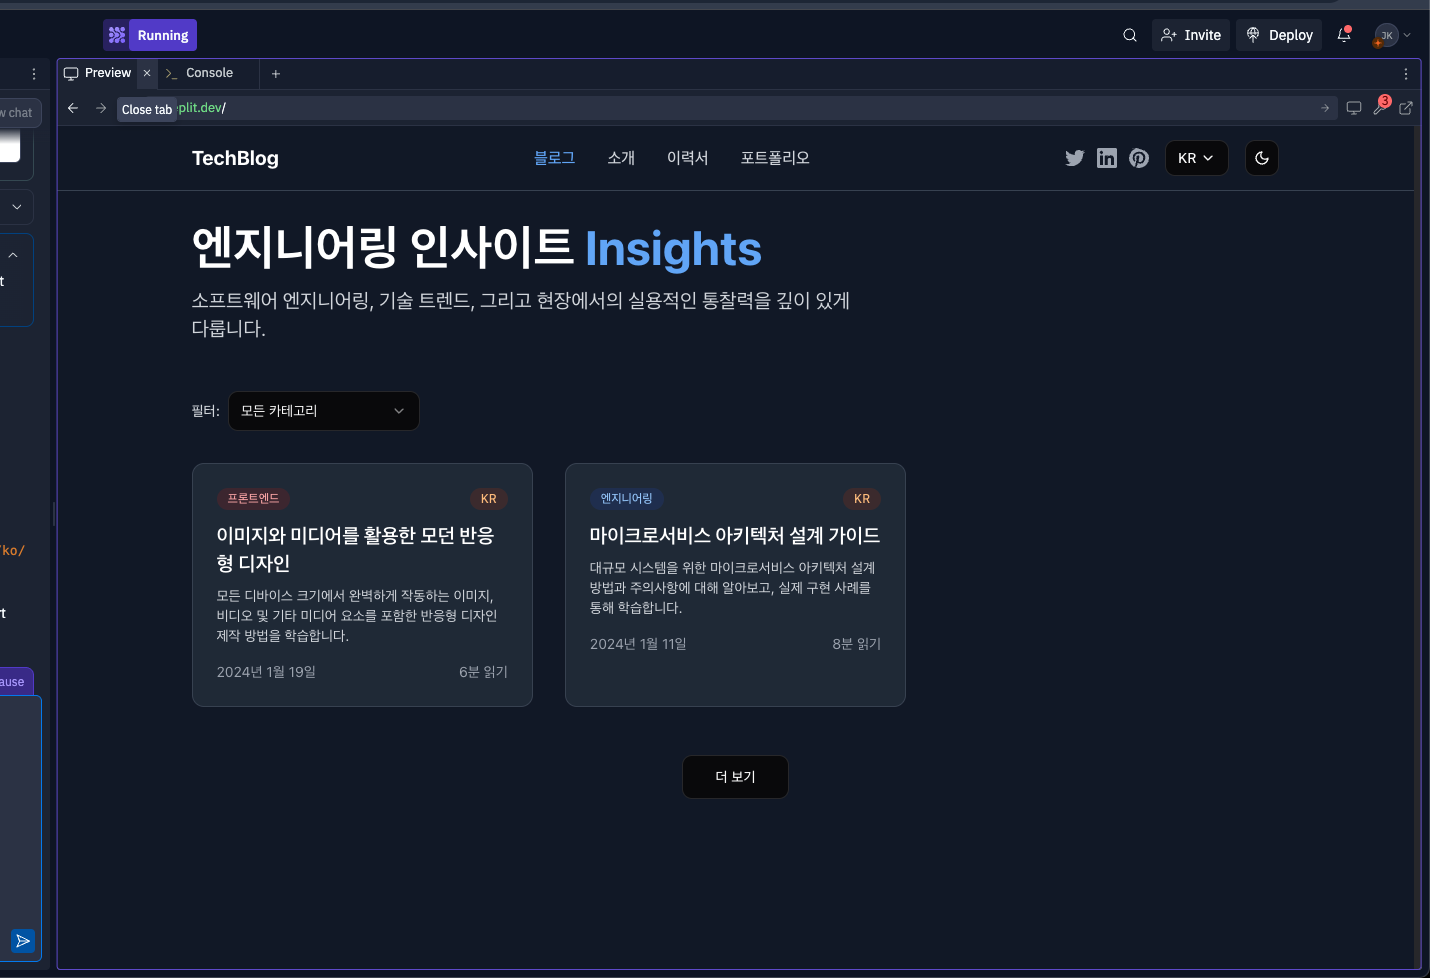 Running
Invite
Deploy
JK
Preview
Console
w chat
Close tab
plit.dev/
3
TechBlog
블로그
소개
이력서
포트폴리오
KR
엔지니어링 인사이트 Insights
소프트웨어 엔지니어링, 기술 트렌드, 그리고 현장에서의 실용적인 통찰력을 깊이 있게
다룹니다.
t
필터:
모든 카테고리
프론트엔드
KR
이미지와 미디어를 활용한 모던 반응
형 디자인
모든 디바이스 크기에서 완벽하게 작동하는 이미지,
비디오 및 기타 미디어 요소를 포함한 반응형 디자인
제작 방법을 학습합니다.
2024년 1월 19일
6분 읽기
엔지니어링
KR
마이크로서비스 아키텍처 설계 가이드
대규모 시스템을 위한 마이크로서비스 아키텍처 설계
방법과 주의사항에 대해 알아보고, 실제 구현 사례를
통해 학습합니다.
2024년 1월 11일
8분 읽기
/ko/
rt
ause
더 보기